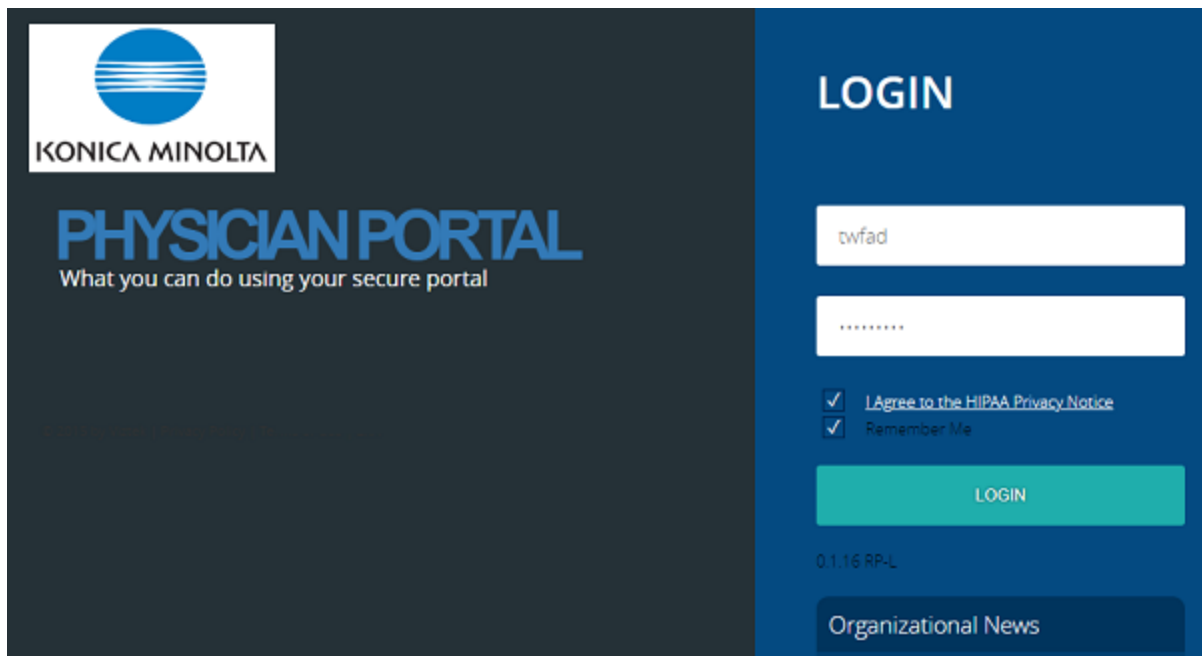 KONICA MINOLTA
PHYSICIAN PORTAL
What you can do using your secure portal
LOGIN
twfad
I Agree to the HIPAA Privacy Notice
Remember Me
LOGIN
0.1.16 RP-L
Organizational News